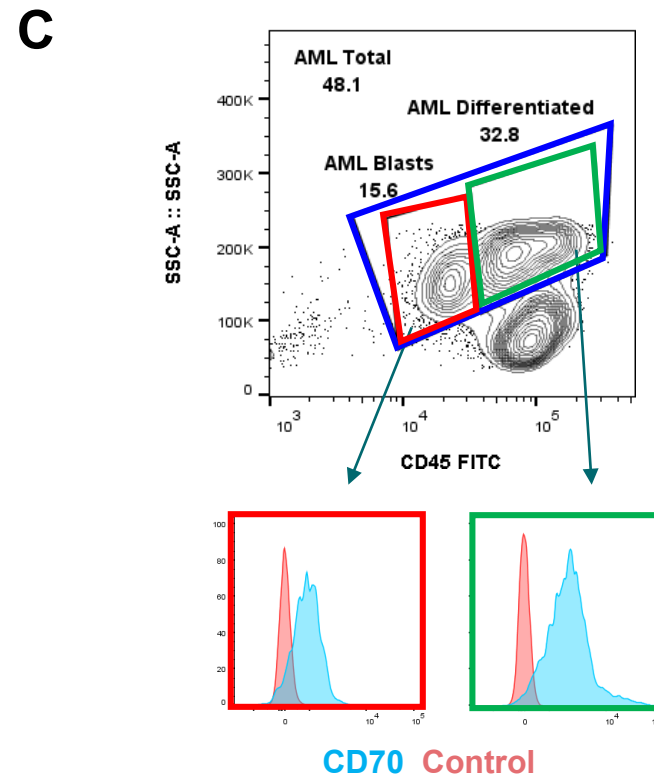 C
AML Total
48.1
AML Differentiated
32.8
AML Blasts
15.6
SSC-A :: SSC-A
400K
300K
200K
100K
0
10^3
10^4
10^5
CD45 FITC
100
80
60
40
20
0
0
10^4
10^5
0
10^4
CD70 Control